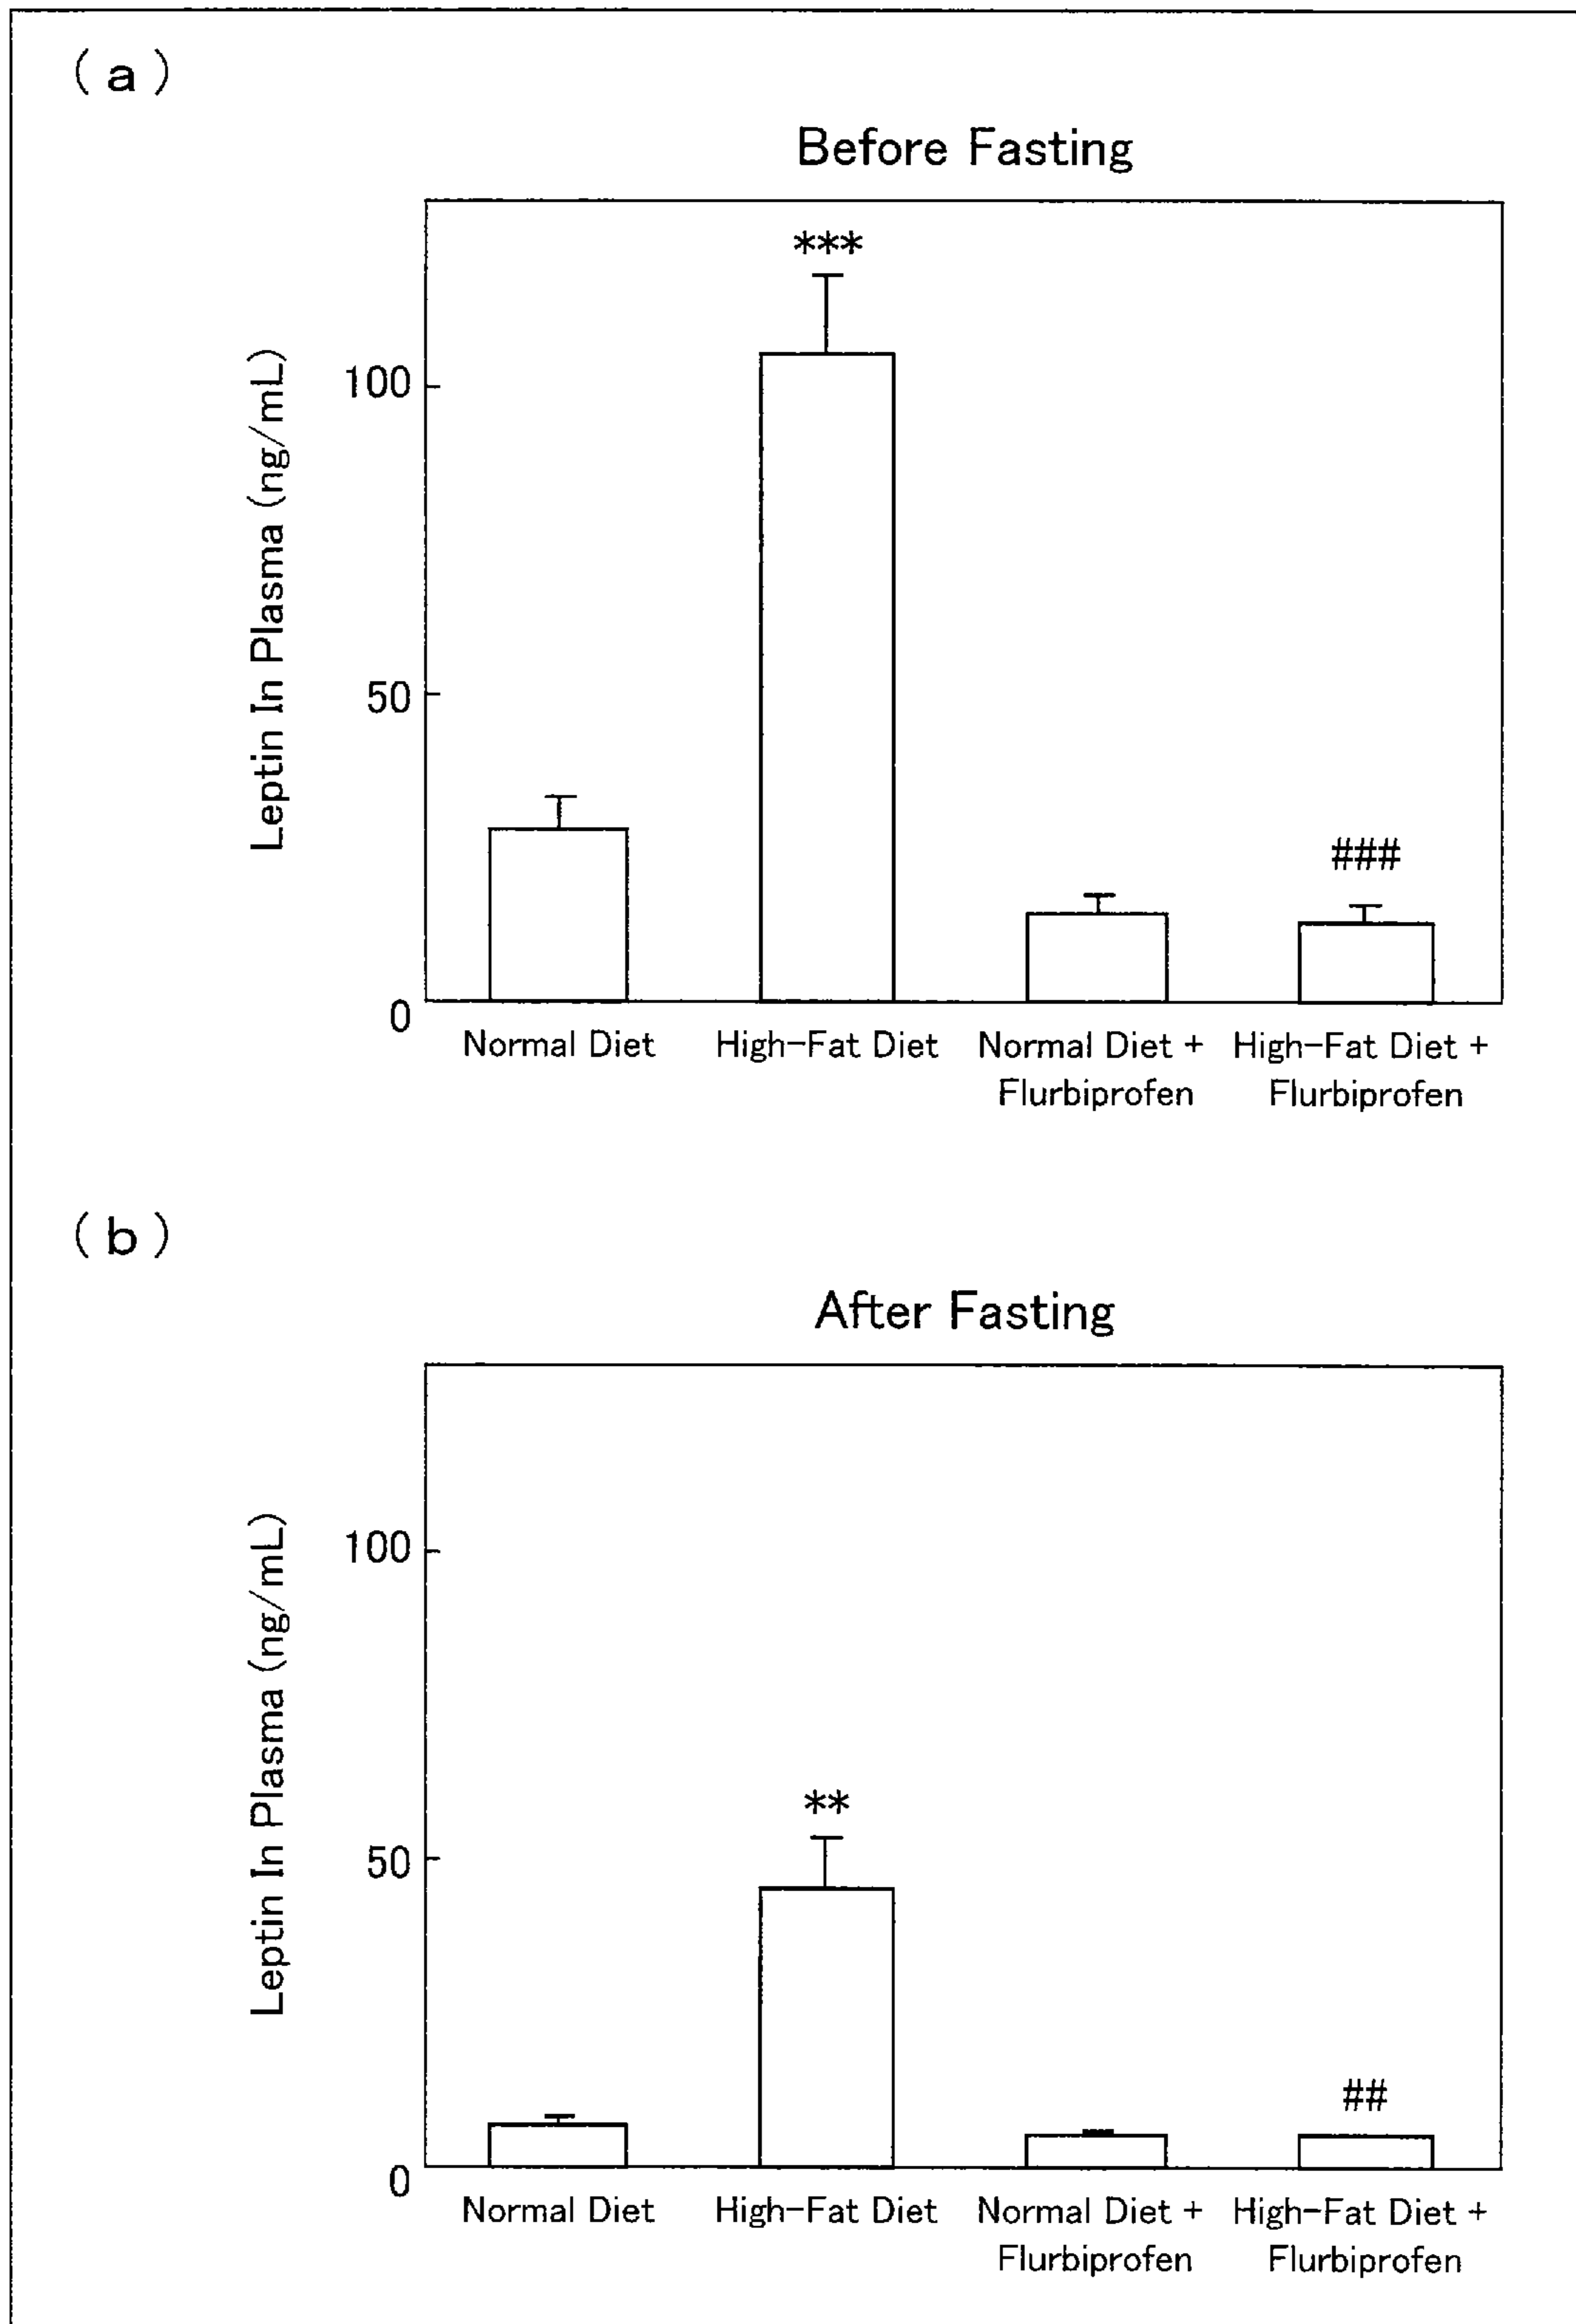 (a)
Before Fasting
***
Leptin In Plasma (ng/mL)
100
50
0
###
Normal Diet
High-Fat Diet
Normal Diet +
Flurbiprofen
High-Fat Diet +
Flurbiprofen
(b)
After Fasting
Leptin In Plasma (ng/mL)
100
50
0
**
##
Normal Diet
High-Fat Diet
Normal Diet +
Flurbiprofen
High-Fat Diet +
Flurbiprofen